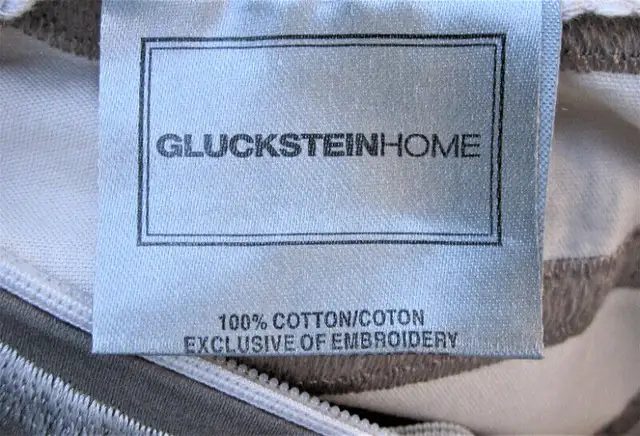 GLUCKSTEINHOME
100% COTTON/COTON
EXCLUSIVE OF EMBROIDERY